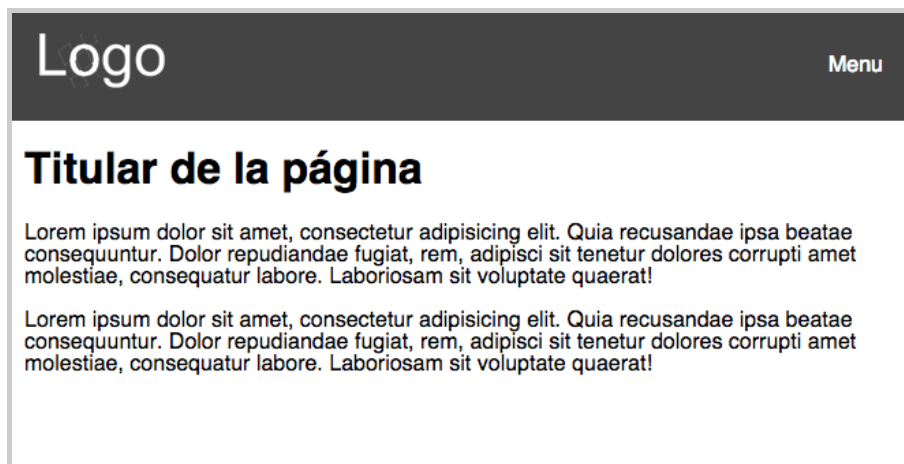 Logo
Menu
Titular de la página
Lorem ipsum dolor sit amet, consectetur adipisicing elit. Quia recusandae ipsa beatae
consequuntur. Dolor repudiandae fugiat, rem, adipisci sit tenetur dolores corrupti amet
molestiae, consequatur labore. Laboriosam sit voluptate quaerat!
Lorem ipsum dolor sit amet, consectetur adipisicing elit. Quia recusandae ipsa beatae
consequuntur. Dolor repudiandae fugiat, rem, adipisci sit tenetur dolores corrupti amet
molestiae, consequatur labore. Laboriosam sit voluptate quaerat!